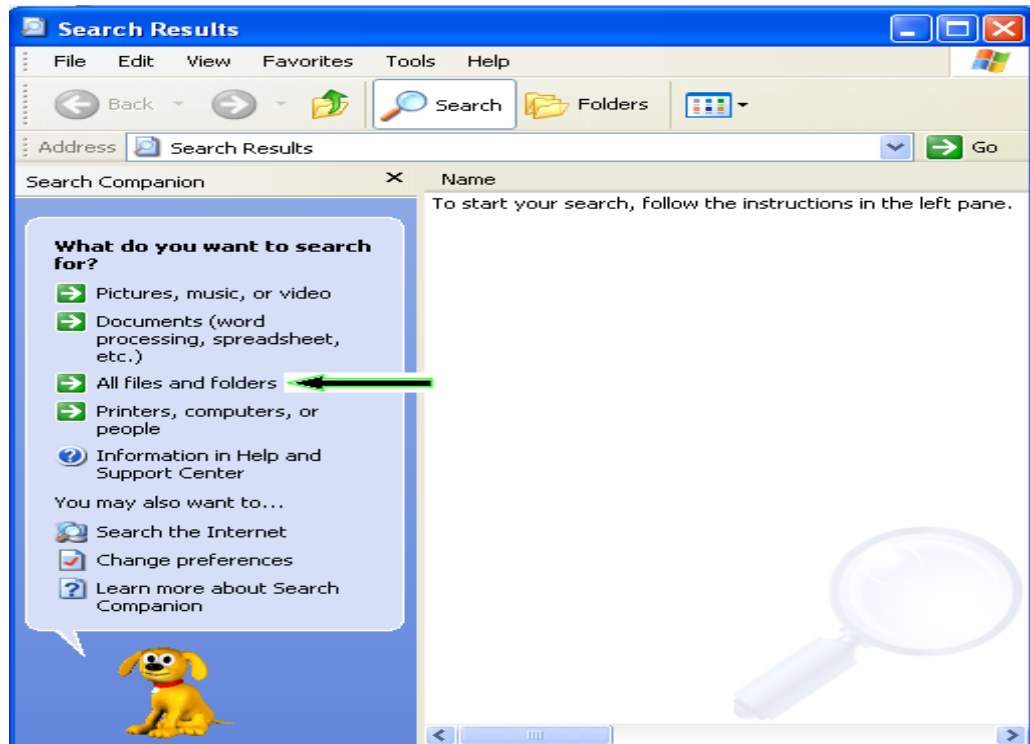 Search Results
File Edit View Favorites Tools Help
Back Search Folders
Address Search Results Go
Search Companion Name
To start your search, follow the instructions in the left pane.
What do you want to search
for?
Pictures, music, or video
Documents (word
processing, spreadsheet,
etc.)
All files and folders
Printers, computers, or
people
Information in Help and
Support Center
You may also want to...
Search the Internet
Change preferences
Learn more about Search
Companion